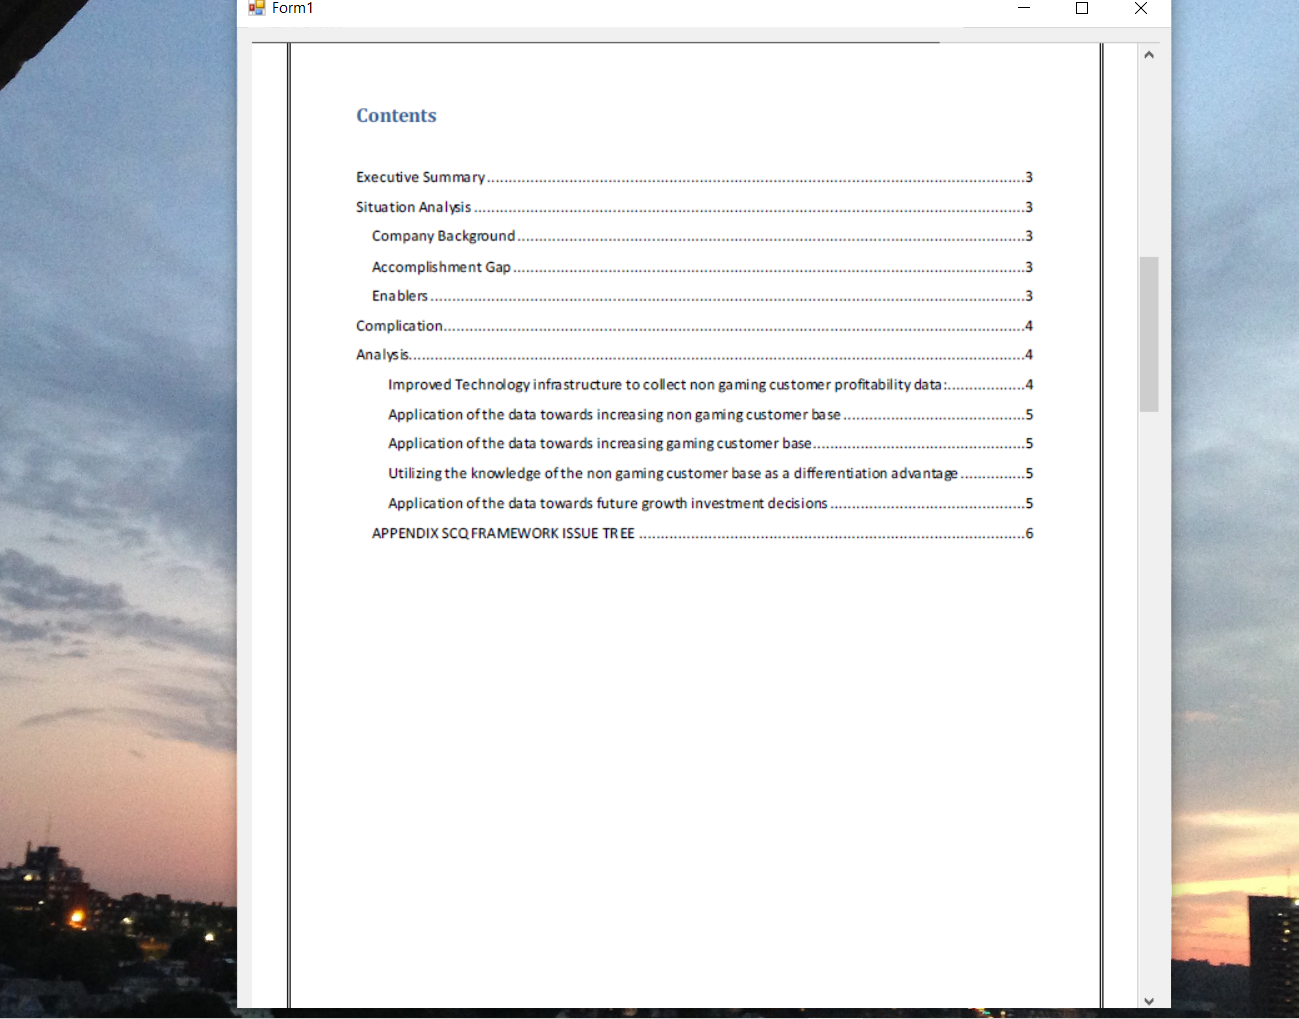 Form1
Contents
Executive Summary........................................................................................................................3
Situation Analysis............................................................................................................................3
Company Background....................................................................................................................3
Accomplishment Gap.....................................................................................................................3
Enablers..........................................................................................................................................3
Complication...................................................................................................................................4
Analysis............................................................................................................................................4
Improved Technology infrastructure to collect non gaming customer profitability data:..................4
Application of the data towards increasing non gaming customer base..........................................5
Application of the data towards increasing gaming customer base.................................................5
Utilizing the knowledge of the non gaming customer base as a differentiation advantage...............5
Application of the data towards future growth investment decisions.............................................5
APPENDIX SCQ FRAMEWORK ISSUE TREE.......................................................................................6